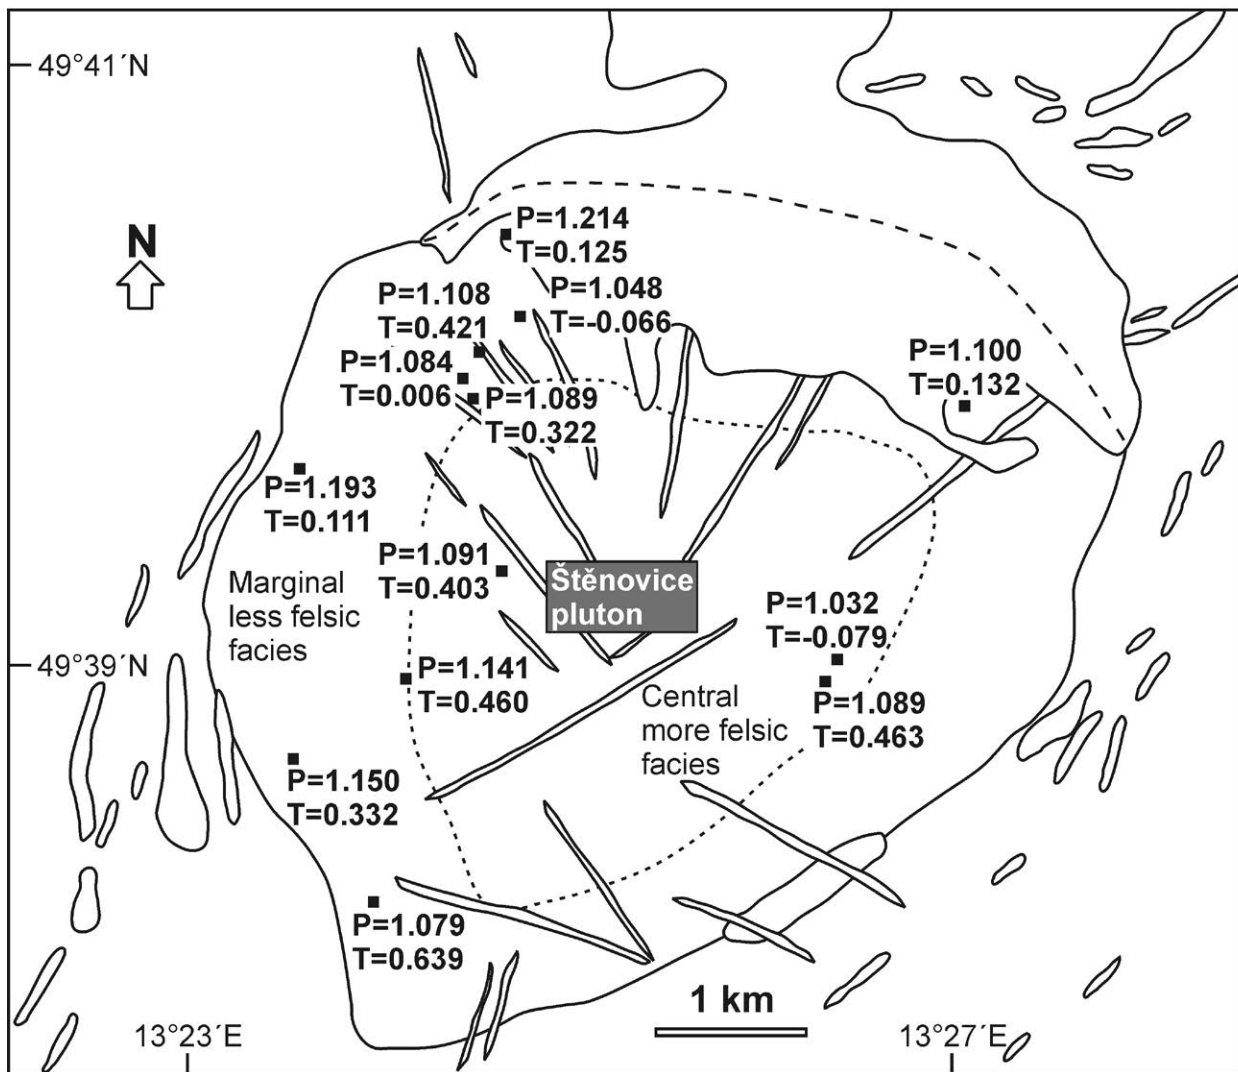 49°41´N
N
P=1.214
T=0.125
P=1.048
T=-0.066
P=1.108
T=0.421
P=1.084
T=0.006
P=1.089
T=0.322
P=1.100
T=0.132
P=1.193
T=0.111
P=1.091
T=0.403
Štěnovice
pluton
Marginal
less felsic
facies
P=1.032
T=-0.079
49°39´N
P=1.141
T=0.460
Central
more felsic
facies
P=1.089
T=0.463
P=1.150
T=0.332
P=1.079
T=0.639
1 km
13°23´E
13°27´E